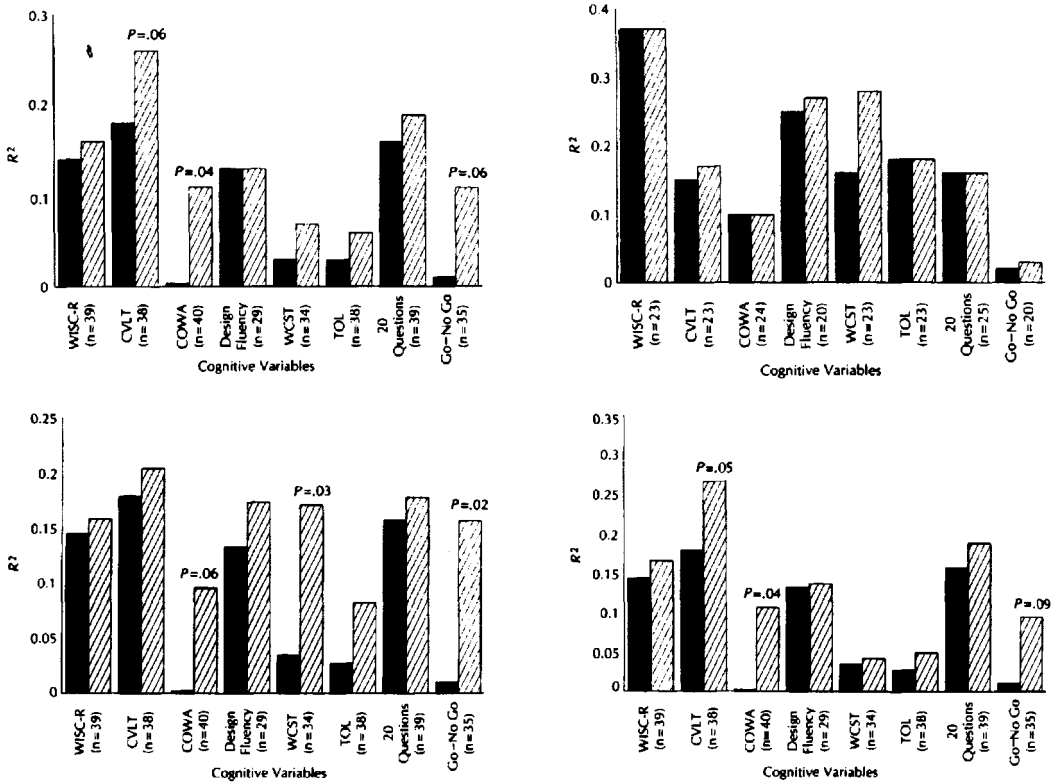 0.3
0.2
0.1
0
R²
P=.06
P=.04
P=.06
WISC-R
(n=39)
CVLT
(n=38)
COWA
(n=40)
Design
Fluency
(n=29)
WCST
(n=34)
TOL
(n=38)
20
Questions
(n=39)
Go-No Go
(n=35)
Cognitive Variables
0.4
0.3
0.2
0.1
0
R²
WISC-R
(n=23)
CVLT
(n=23)
COWA
(n=24)
Design
Fluency
(n=20)
WCST
(n=23)
TOL
(n=23)
20
Questions
(n=25)
Go-No Go
(n=20)
Cognitive Variables
0.25
0.2
0.15
0.1
0.05
0
R²
P=.06
P=.03
P=.02
WISC-R
(n=39)
CVLT
(n=38)
COWA
(n=40)
Design
Fluency
(n=29)
WCST
(n=34)
TOL
(n=38)
20
Questions
(n=39)
Go-No Go
(n=35)
Cognitive Variables
0.35
0.3
0.25
0.2
0.15
0.1
0.05
0
R²
P=.05
P=.04
P=.09
WISC-R
(n=39)
CVLT
(n=38)
COWA
(n=40)
Design
Fluency
(n=29)
WCST
(n=34)
TOL
(n=38)
20
Questions
(n=39)
Go-No Go
(n=35)
Cognitive Variables